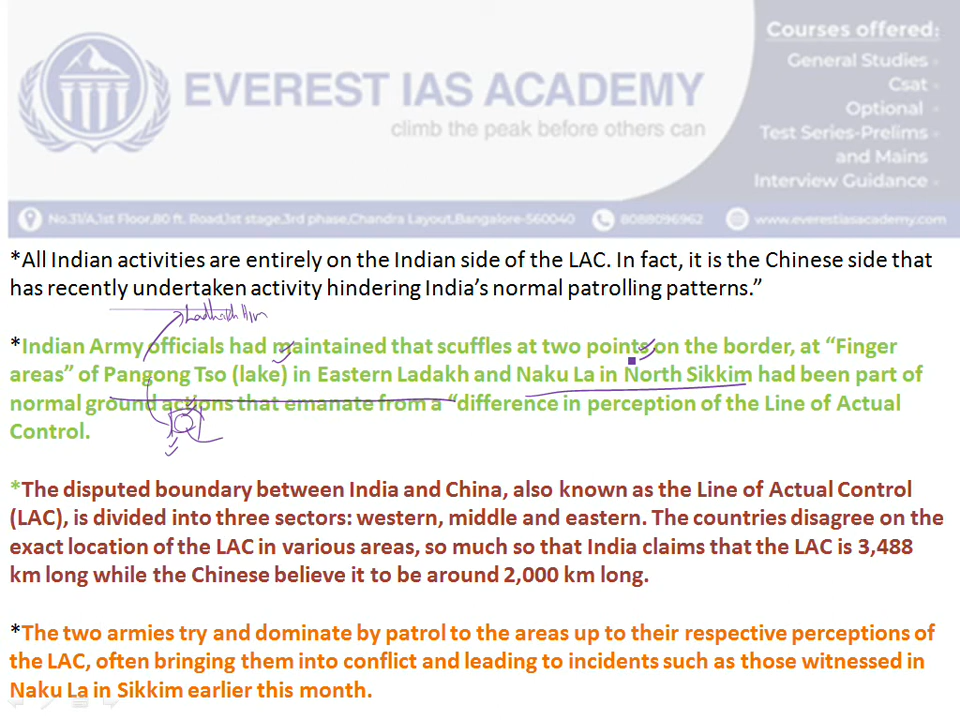 Courses offered:
General Studies
Csat
EVEREST IAS ACADEMY
Optional
climb the peak before others can
Test Series-Prelims
and Mains
Interview Guidance
No.31/A,1st Floor,80 ft. Road,1st stage,3rd phase,Chandra Layout,Bangalore-560040
8088096962
www.everestiasacademy.com
*All Indian activities are entirely on the Indian side of the LAC. In fact, it is the Chinese side that
has recently undertaken activity hindering India's normal patrolling patterns.”
*Indian Army officials had maintained that scuffles at two points on the border, at “Finger
areas” of Pangong Tso (lake) in Eastern Ladakh and Naku La in North Sikkim had been part of
normal ground actions that emanate from a “difference in perception of the Line of Actual
Control.
*The disputed boundary between India and China, also known as the Line of Actual Control
(LAC), is divided into three sectors: western, middle and eastern. The countries disagree on the
exact location of the LAC in various areas, so much so that India claims that the LAC is 3,488
km long while the Chinese believe it to be around 2,000 km long.
*The two armies try and dominate by patrol to the areas up to their respective perceptions of
the LAC, often bringing them into conflict and leading to incidents such as those witnessed in
Naku La in Sikkim earlier this month.